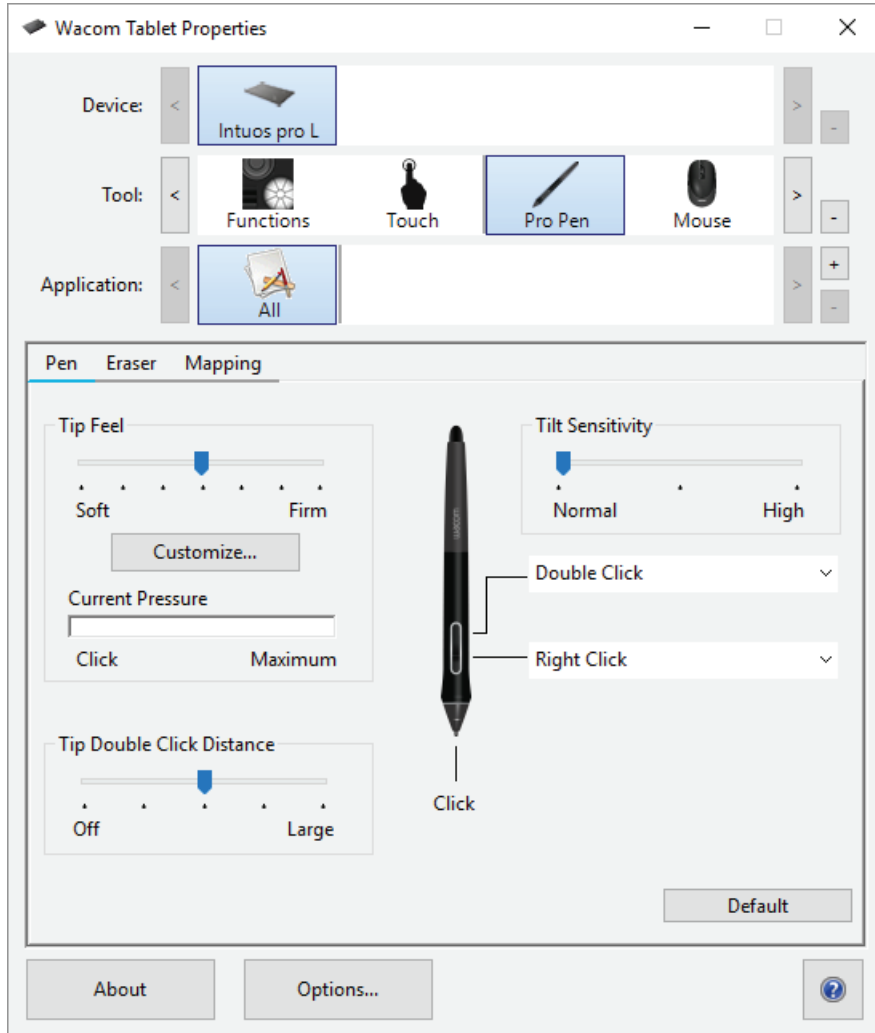 Wacom Tablet Properties
Device:
<
Intuos pro L
>
-
Tool:
<
Functions
Touch
Pro Pen
Mouse
>
-
Application:
<
All
>
+
-
Pen Eraser Mapping
Tip Feel
Soft Firm
Customize...
Current Pressure
Click Maximum
Tip Double Click Distance
Off Large
wacom
Click
Tilt Sensitivity
Normal High
Double Click
Right Click
Default
About Options... ?